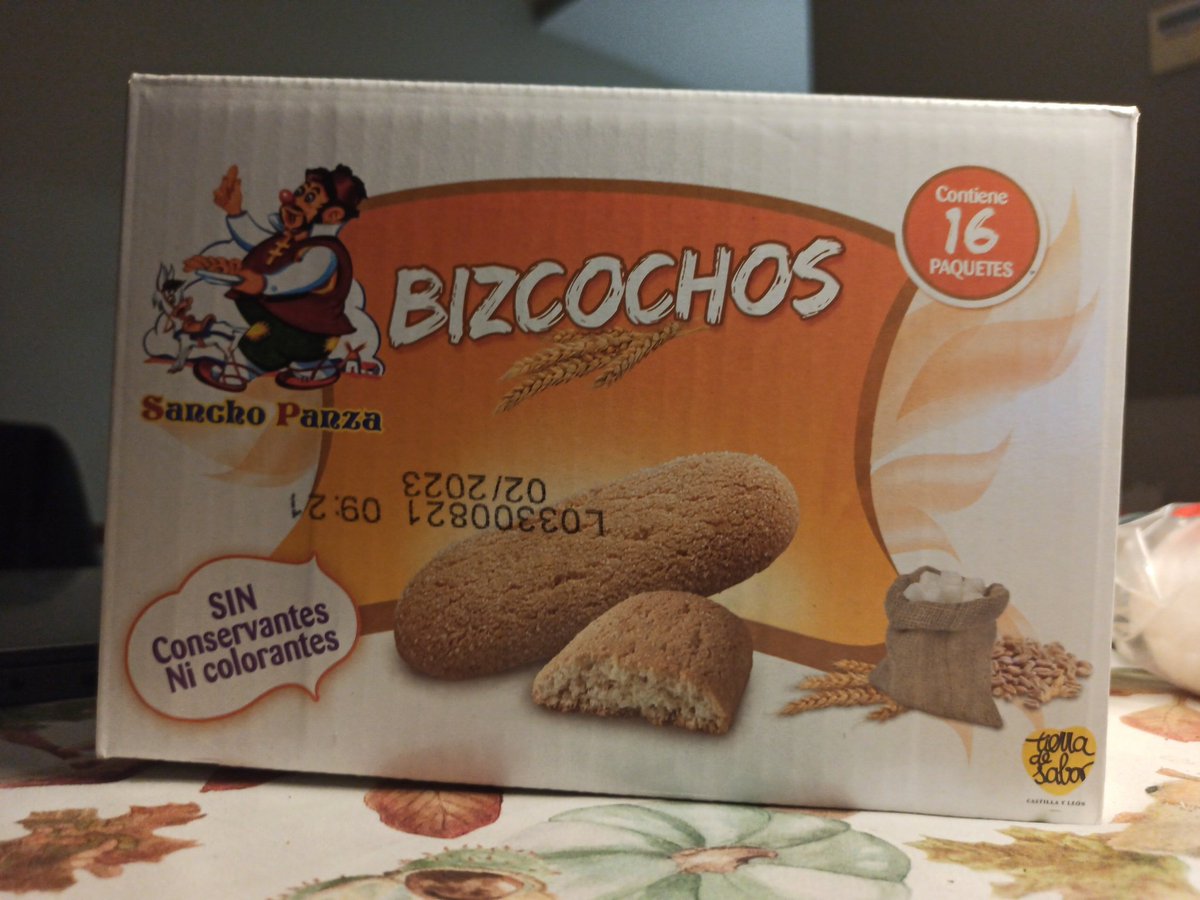 Contiene
16
PAQUETES
BIZCOCHOS
Sancho Panza
L03300821 09:21
02/2023
SIN
Conservantes
Ni colorantes
tierra
de
sabor
CASTILLA Y LEÓN